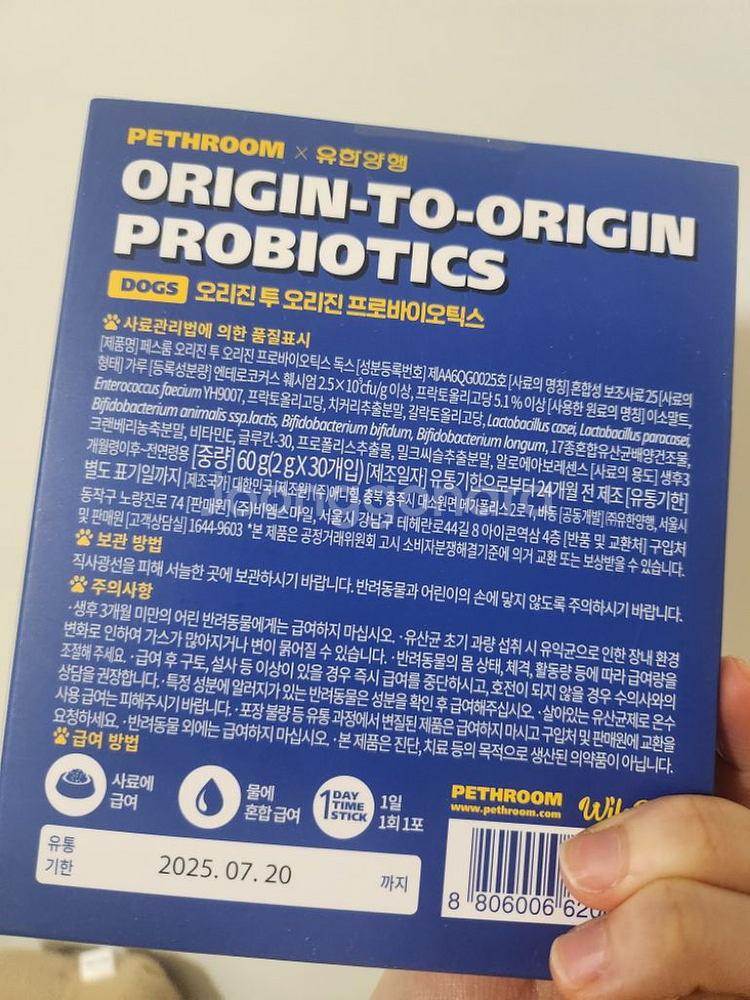 PETHROOM × 유한양행
ORIGIN-TO-ORIGIN
PROBIOTICS
DOGS 오리진 투 오리진 프로바이오틱스
사료관리법에 의한 품질표시
[제품명] 페스룸 오리진 투 오리진 프로바이오틱스 독스 [성분등록번호] 제AA6QG0025호 [사료의 명칭] 혼합성 보조사료 25 [사료의
형태] 가루 [등록성분량] 엔테로코커스 훼시엄 2.5×10⁸cfu/g 이상, 프락토올리고당 5.1 % 이상 [사용한 원료의 명칭] 이소말트,
Enterococcus faecium YH9007, 프락토올리고당, 치커리추출분말, 갈락토올리고당, Lactobacillus casei, Lactobacillus paracasei,
Bifidobacterium animalis ssp.lactis, Bifidobacterium bifidum, Bifidobacterium longum, 17종혼합유산균배양건조물,
크랜베리농축분말, 비타민E, 글루칸-30, 프로폴리스추출물, 밀크씨슬추출분말, 알로에아보레센스 [사료의 용도] 생후3
개월령이후~전연령용 [중량] 60 g(2 g X 30개입) [제조일자] 유통기한으로부터 24개월 전 제조 [유통기한]
별도 표기일까지 [제조국가] 대한민국 [제조원] (주)에니힐, 충북 충주시 대소원면 메가폴리스 2로 7, 바동 [공동개발] ㈜유한양행, 서울시
동작구 노량진로 74 [판매원] (주)비엠스마일, 서울시 강남구 테헤란로44길 8 아이콘역삼 4층 [반품 및 교환처] 구입처
및 판매원 [고객상담실] 1644-9603 *본 제품은 공정거래위원회 고시 소비자분쟁해결기준에 의거 교환 또는 보상받을 수 있습니다.
보관 방법
직사광선을 피해 서늘한 곳에 보관하시기 바랍니다. 반려동물과 어린이의 손에 닿지 않도록 주의하시기 바랍니다.
주의사항
·생후 3개월 미만의 어린 반려동물에게는 급여하지 마십시오. ·유산균 초기 과량 섭취 시 유익균으로 인한 장내 환경
변화로 인하여 가스가 많아지거나 변이 묽어질 수 있습니다. ·반려동물의 몸 상태, 체격, 활동량 등에 따라 급여량을
조절해 주세요. ·급여 후 구토, 설사 등 이상이 있을 경우 즉시 급여를 중단하시고, 호전이 되지 않을 경우 수의사와의
상담을 권장합니다. ·특정 성분에 알러지가 있는 반려동물은 성분을 확인 후 급여해주십시오. ·살아있는 유산균제로 온수
사용 급여는 피해주시기 바랍니다. ·포장 불량 등 유통 과정에서 변질된 제품은 급여하지 마시고 구입처 및 판매원에 교환을
요청하세요. ·반려동물 외에는 급여하지 마십시오. ·본 제품은 진단, 치료 등의 목적으로 생산된 의약품이 아닙니다.
급여 방법
사료에
급여
물에
혼합 급여
1 DAY
TIME
STICK
1일
1회 1포
PETHROOM
www.pethroom.com
유통
기한
2025. 07. 20
까지
8 806006 620
joonggonara